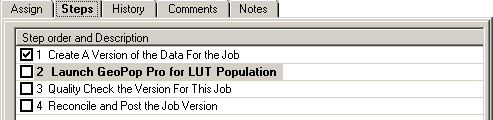 Assign Steps History Comments Notes
Step order and Description
1 Create A Version of the Data For the Job
2 Launch GeoPop Pro for LUT Population
3 Quality Check the Version For This Job
4 Reconcile and Post the Job Version